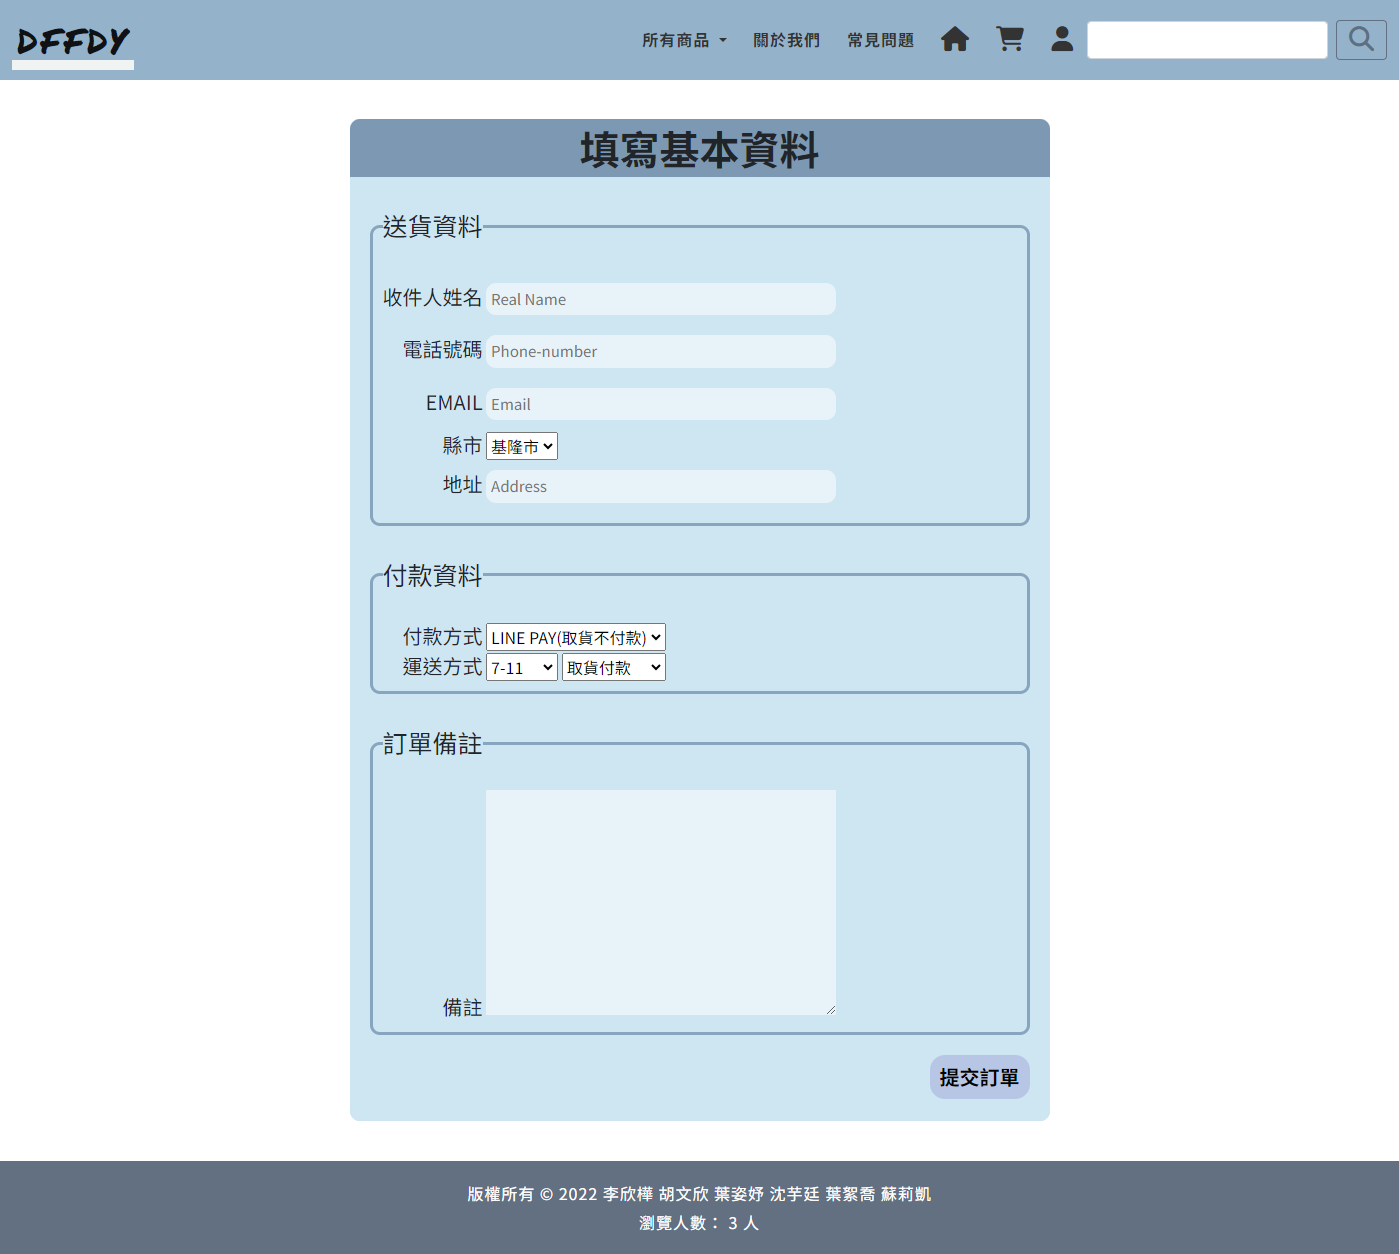 DFFDY
所有商品 關於我們 常見問題
填寫基本資料
送貨資料
收件人姓名 Real Name
電話號碼 Phone-number
EMAIL Email
縣市 基隆市
地址 Address
付款資料
付款方式 LINE PAY(取貨不付款)
運送方式 7-11 取貨付款
訂單備註
備註
提交訂單
版權所有 © 2022 李欣樺 胡文欣 葉姿妤 沈芋廷 葉絮喬 蘇莉凱
瀏覽人數： 3 人